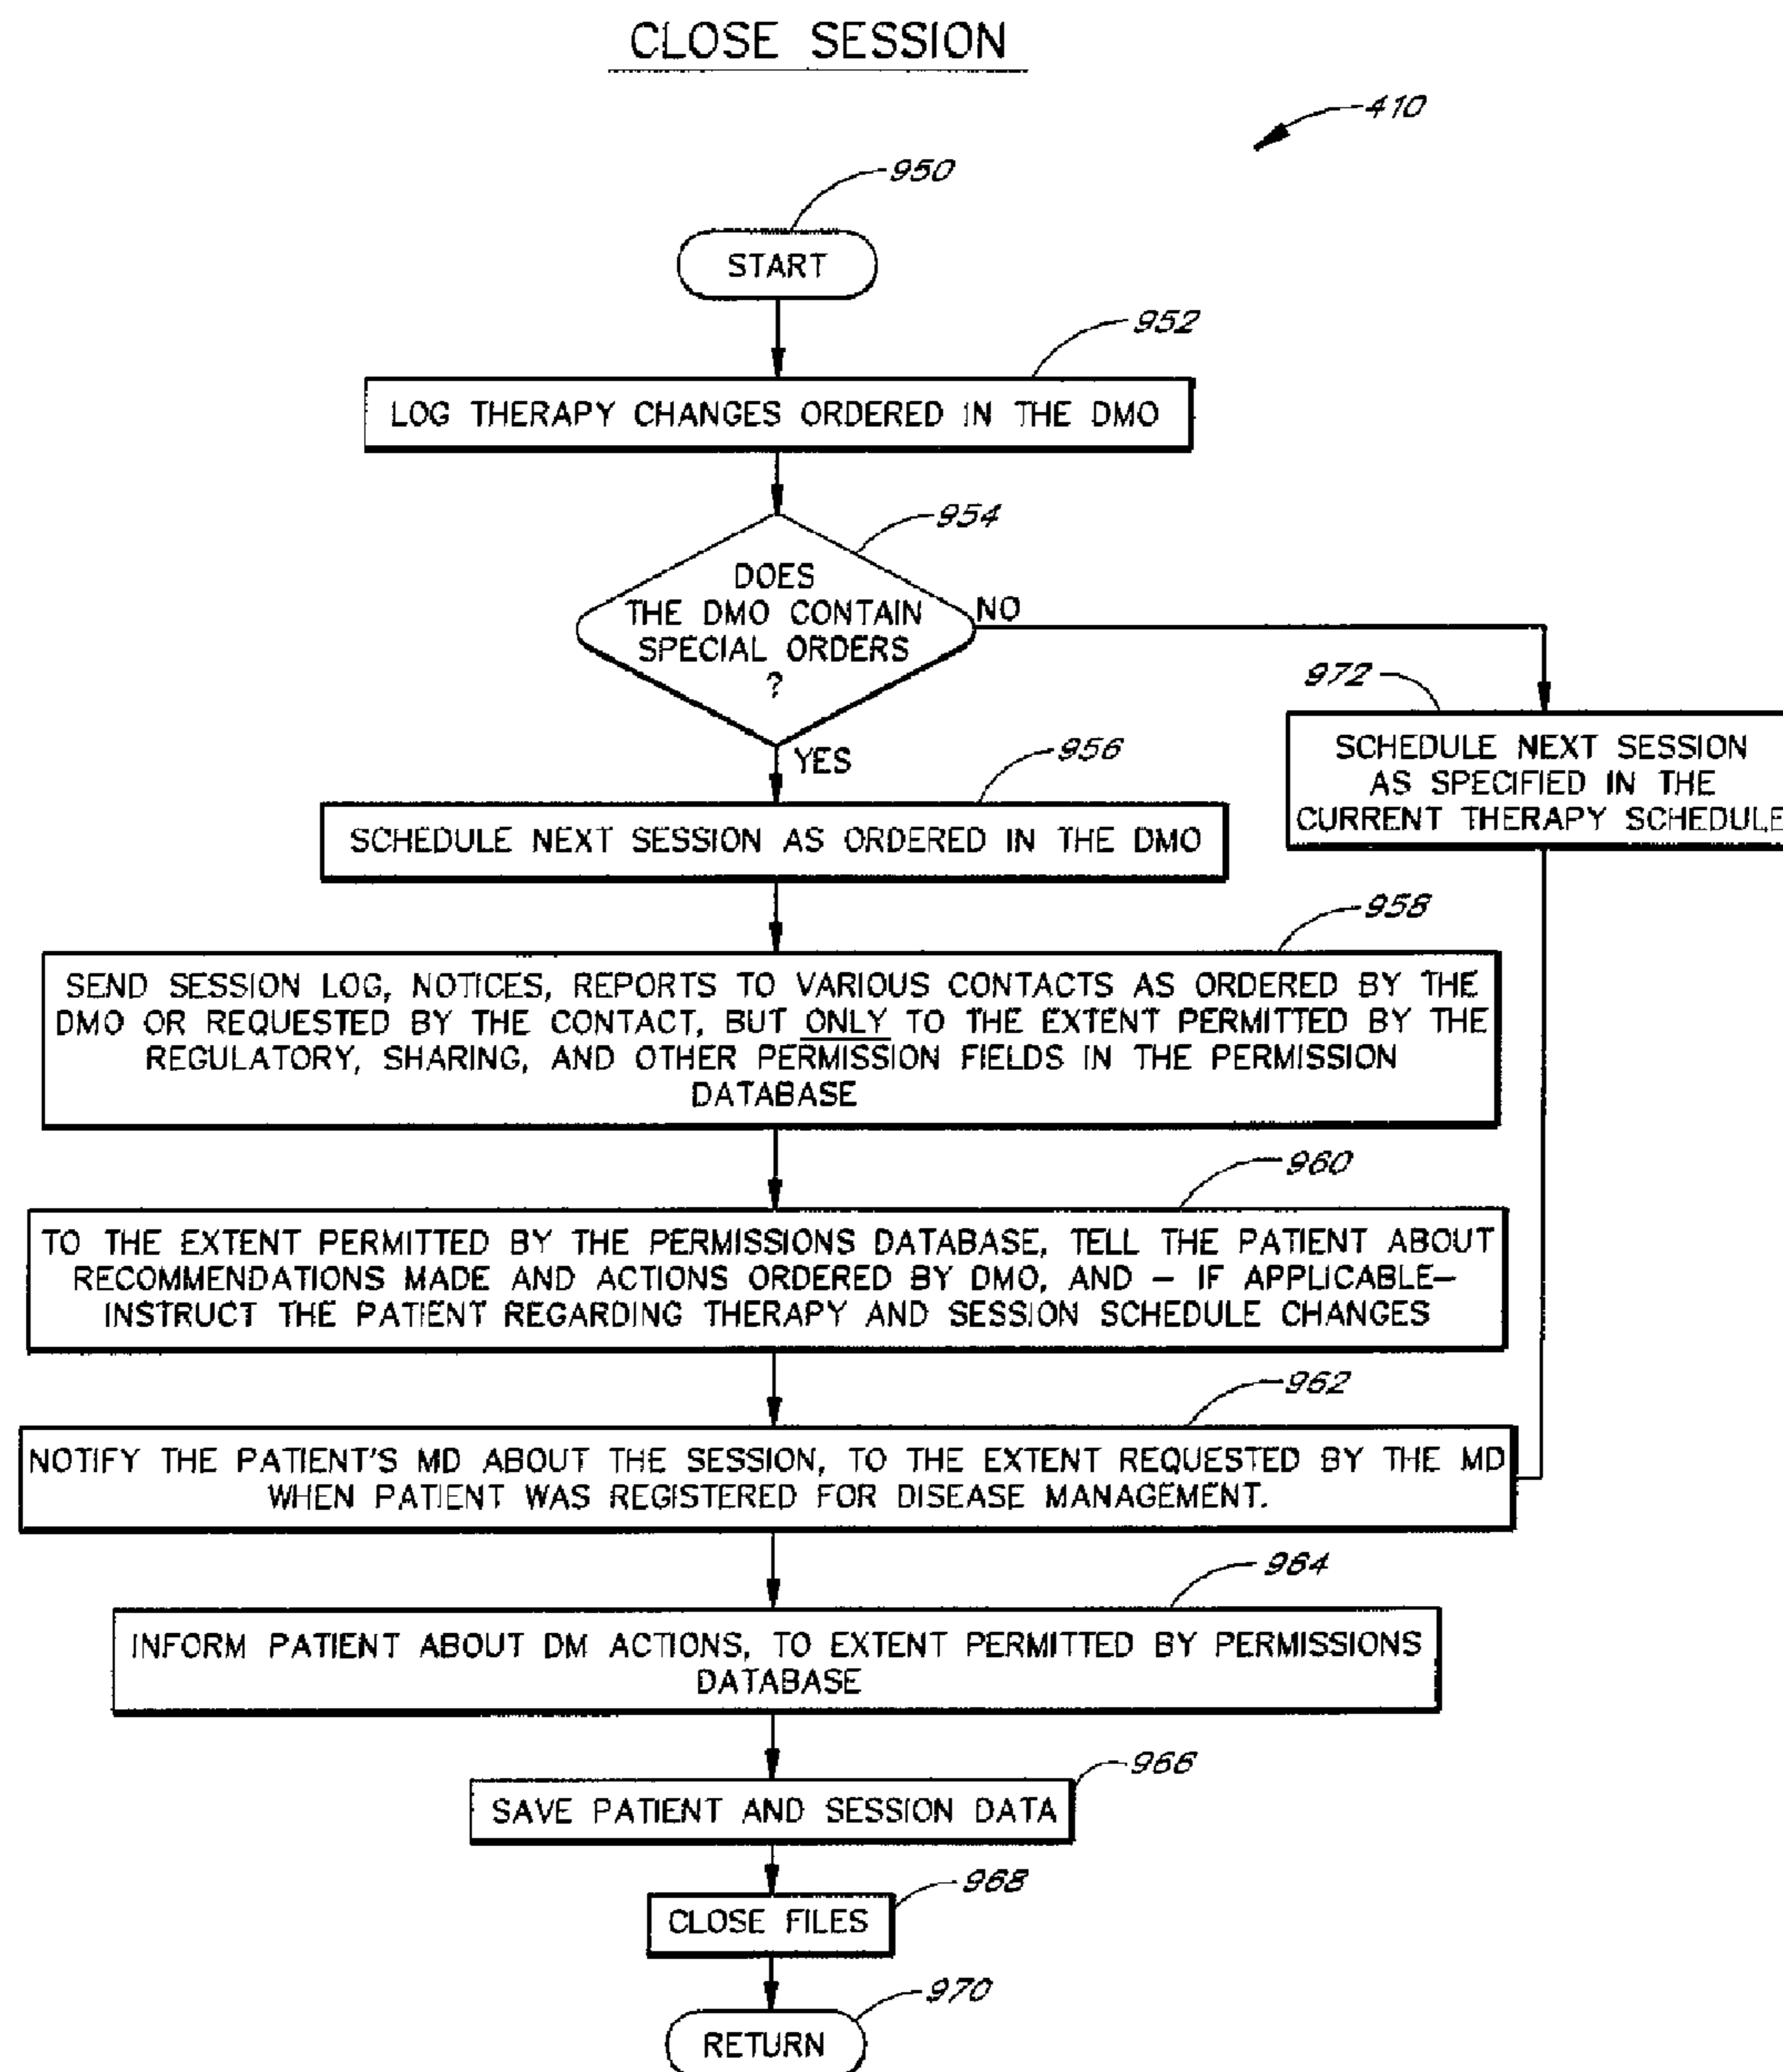 CLOSE SESSION
410
950
START
952
LOG THERAPY CHANGES ORDERED IN THE DMO
954
DOES
THE DMO CONTAIN
SPECIAL ORDERS
?
NO
YES
972
SCHEDULE NEXT SESSION
AS SPECIFIED IN THE
CURRENT THERAPY SCHEDULE
956
SCHEDULE NEXT SESSION AS ORDERED IN THE DMO
958
SEND SESSION LOG, NOTICES, REPORTS TO VARIOUS CONTACTS AS ORDERED BY THE
DMO OR REQUESTED BY THE CONTACT, BUT ONLY TO THE EXTENT PERMITTED BY THE
REGULATORY, SHARING, AND OTHER PERMISSION FIELDS IN THE PERMISSION
DATABASE
960
TO THE EXTENT PERMITTED BY THE PERMISSIONS DATABASE, TELL THE PATIENT ABOUT
RECOMMENDATIONS MADE AND ACTIONS ORDERED BY DMO, AND – IF APPLICABLE–
INSTRUCT THE PATIENT REGARDING THERAPY AND SESSION SCHEDULE CHANGES
962
NOTIFY THE PATIENT'S MD ABOUT THE SESSION, TO THE EXTENT REQUESTED BY THE MD
WHEN PATIENT WAS REGISTERED FOR DISEASE MANAGEMENT.
964
INFORM PATIENT ABOUT DM ACTIONS, TO EXTENT PERMITTED BY PERMISSIONS
DATABASE
966
SAVE PATIENT AND SESSION DATA
968
CLOSE FILES
970
RETURN